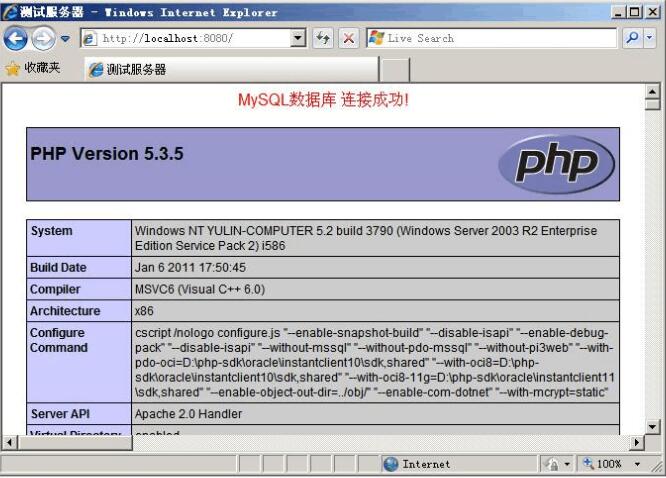 测试服务器 - Windows Internet Explorer
http://localhost:8080/
Live Search
收藏夹
测试服务器
MySQL数据库 连接成功!
PHP Version 5.3.5
php
System
Windows NT YULIN-COMPUTER 5.2 build 3790 (Windows Server 2003 R2 Enterprise
Edition Service Pack 2) i586
Build Date
Jan 6 2011 17:50:45
Compiler
MSVC6 (Visual C++ 6.0)
Architecture
x86
Configure
Command
cscript /nologo configure.js "--enable-snapshot-build" "--disable-isapi" "--enable-debug-
pack" "--disable-isapi" "--without-mssql" "--without-pdo-mssql" "--without-pi3web" "--with-
pdo-oci=D:\php-sdk\oracle\instantclient10\sdk,shared" "--with-oci8=D:\php-
sdk\oracle\instantclient10\sdk,shared" "--with-oci8-11g=D:\php-sdk\oracle\instantclient11
\sdk,shared" "--enable-object-out-dir=../obj/" "--enable-com-dotnet" "--with-mcrypt=static"
Server API
Apache 2.0 Handler
Virtual Directory
enabled
Internet
100%